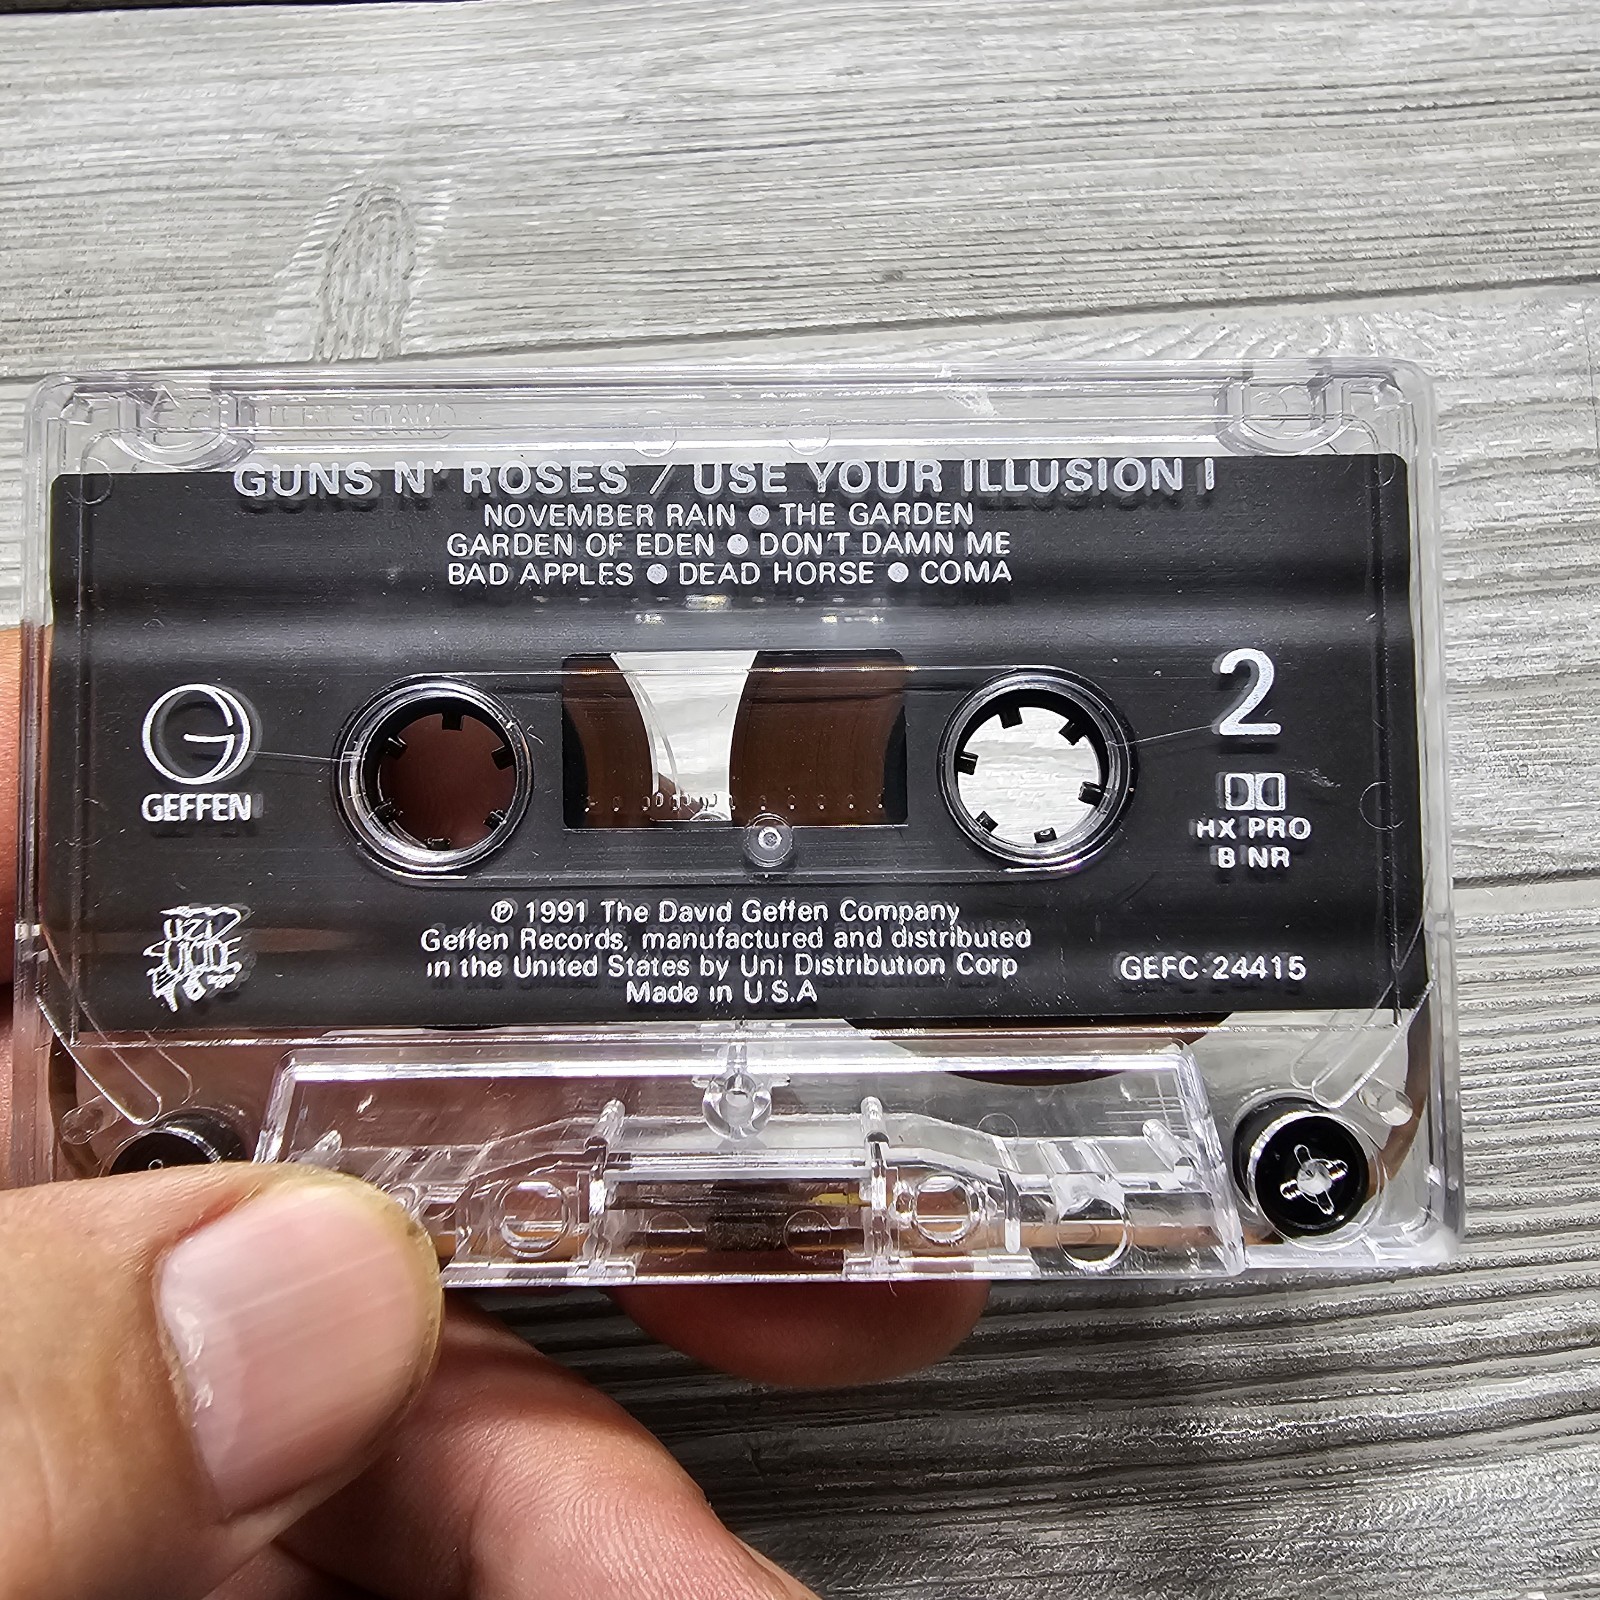 GUNS N' ROSES / USE YOUR ILLUSION I
NOVEMBER RAIN ● THE GARDEN
GARDEN OF EDEN ● DON'T DAMN ME
BAD APPLES ● DEAD HORSE ● COMA
GEFFEN
2
HX PRO
B NR
UZI
SUICIDE
℗ 1991 The David Geffen Company
Geffen Records, manufactured and distributed
in the United States by Uni Distribution Corp
Made in U.S.A
GEFC-24415